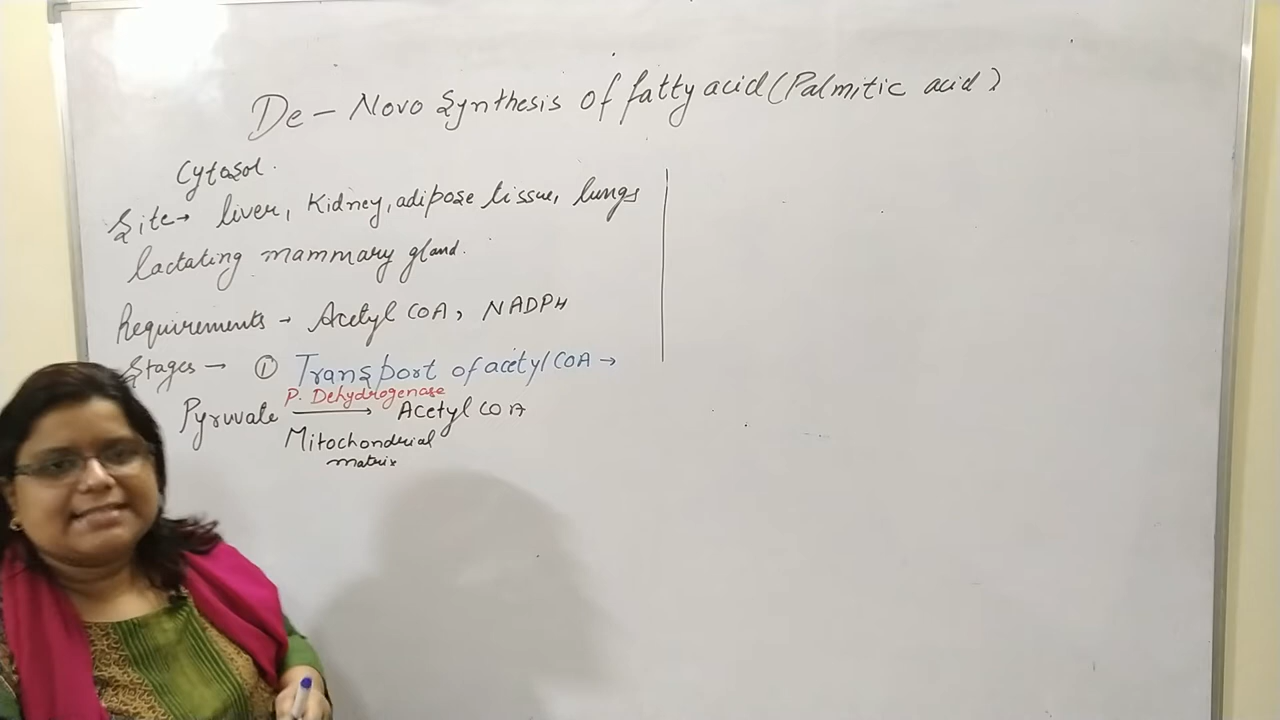 De - Novo Synthesis of fatty acid (Palmitic acid)
Cytosol.
Site → liver, Kidney, adipose tissue, lungs
lactating mammary gland.
Requirements → Acetyl COA, NADPH
Stages → ① Transport of acetyl COA →
P. Dehydrogenase
Pyruvate → Acetyl COA
Mitochondrial
matrix